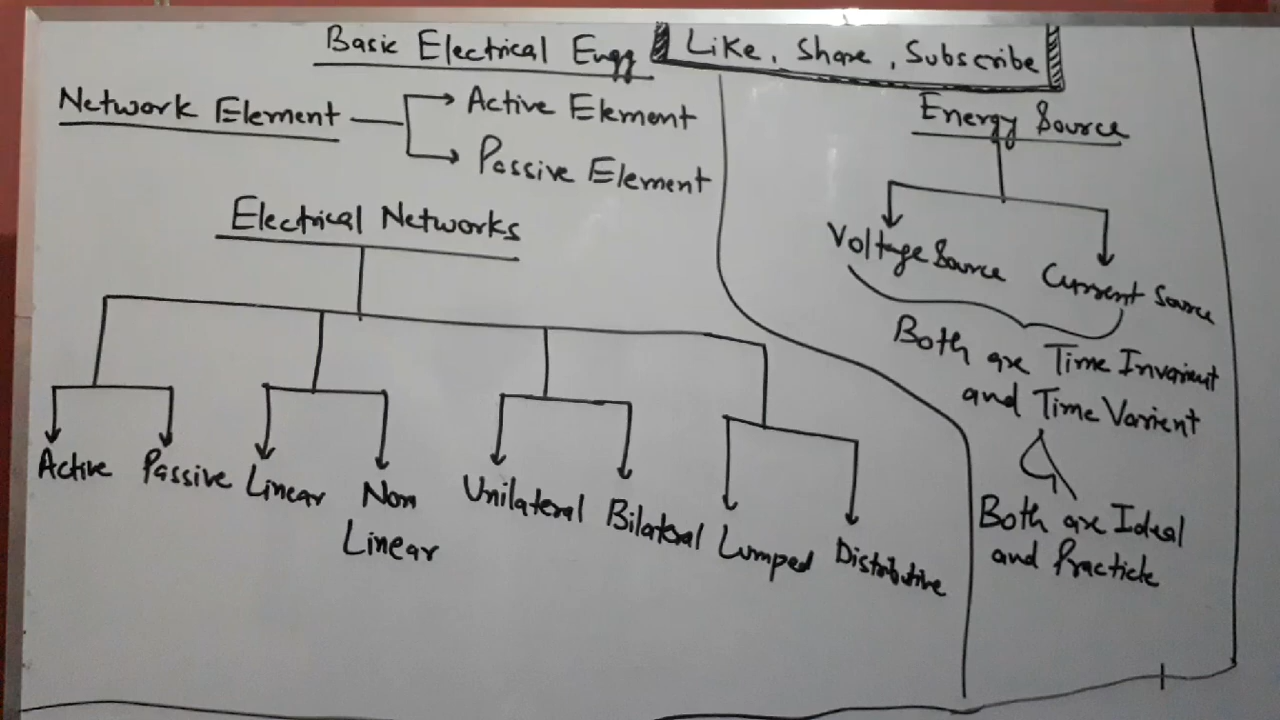 Basic Electrical Engg
Like, Share, Subscribe
Network Element
Active Element
Passive Element
Electrical Networks
Active
Passive
Linear
Non
Linear
Unilateral
Bilateral
Lumped
Distributive
Energy Source
Voltage Source
Current Source
Both are Time Invarient
and Time Varient
Both are Ideal
and Practicle